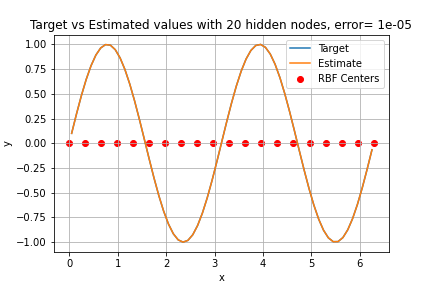 Target vs Estimated values with 20 hidden nodes, error= 1e-05
Target
Estimate
RBF Centers
1.00
0.75
0.50
0.25
0.00
−0.25
−0.50
−0.75
−1.00
y
0 1 2 3 4 5 6
x